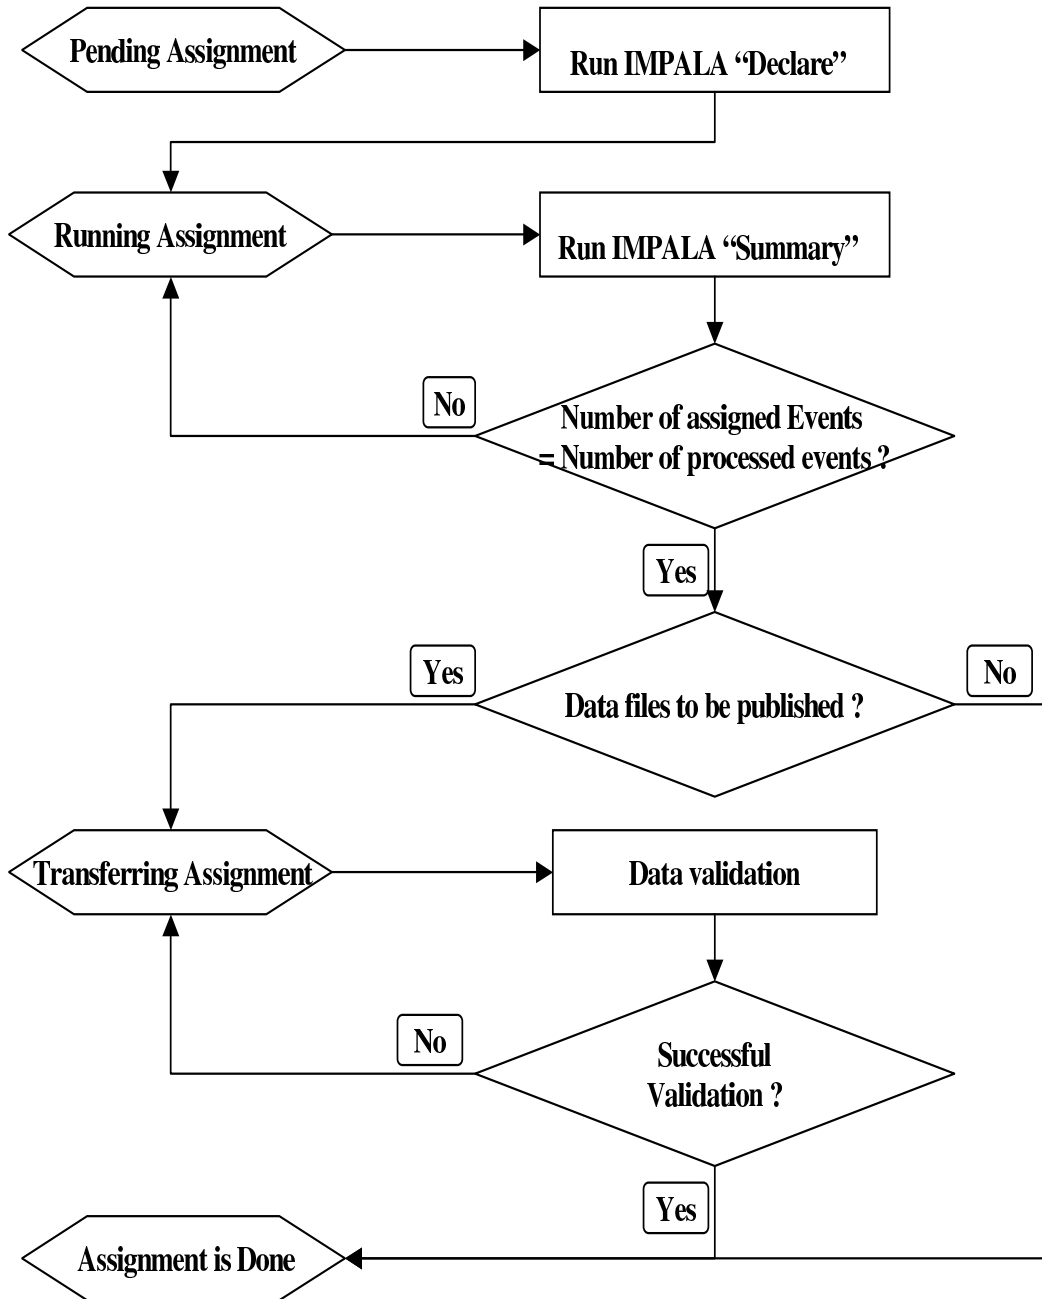 Pending Assignment
Run IMPALA “Declare”
Running Assignment
Run IMPALA “Summary”
No
Number of assigned Events
= Number of processed events ?
Yes
Yes
No
Data files to be published ?
Transferring Assignment
Data validation
No
Successful
Validation ?
Yes
Assignment is Done